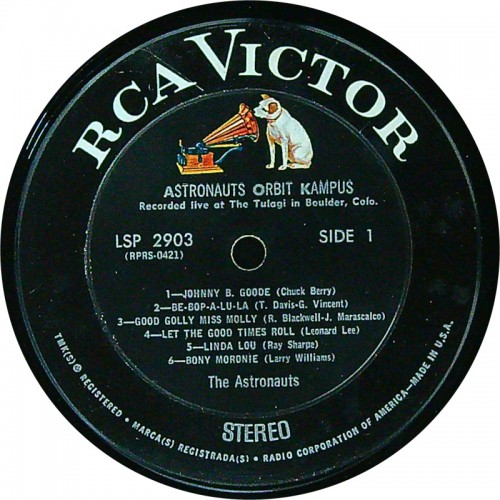 RCA VICTOR
ASTRONAUTS ORBIT KAMPUS
Recorded live at The Tulagi in Boulder, Colo.
LSP 2903
(RPRS-0421)
SIDE 1
1—JOHNNY B. GOODE (Chuck Berry)
2—BE-BOP-A-LU-LA (T. Davis-G. Vincent)
3—GOOD GOLLY MISS MOLLY (R. Blackwell-J. Marascalco)
4—LET THE GOOD TIMES ROLL (Leonard Lee)
5—LINDA LOU (Ray Sharpe)
6—BONY MORONIE (Larry Williams)
The Astronauts
STEREO
TMK(S) ® REGISTERED • MARCA(S) REGISTRADA(S) • RADIO CORPORATION OF AMERICA—MADE IN U.S.A.